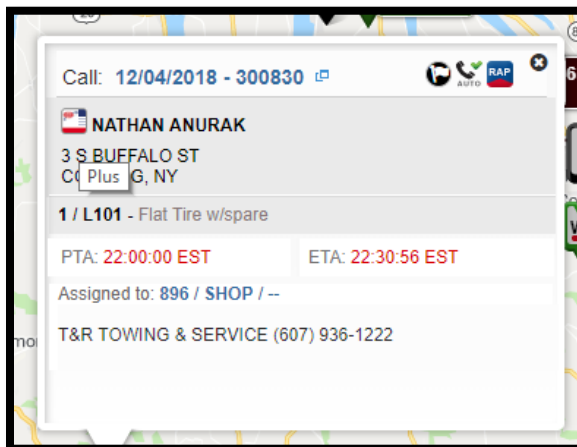 Call: 12/04/2018 - 300830
AUTO
RAP
NATHAN ANURAK
3 S BUFFALO ST
Plus
NY
1 / L101 - Flat Tire w/spare
PTA: 22:00:00 EST
ETA: 22:30:56 EST
Assigned to: 896 / SHOP / --
T&R TOWING & SERVICE (607) 936-1222